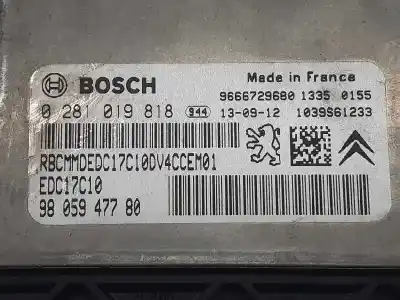 BOSCH
Made in France
9666729680 1335 0155
0 281 019 818 944 13-09-12 1039S61233
RBCMMDEDC17C10DV4CCEM01
EDC17C10
98 059 477 80